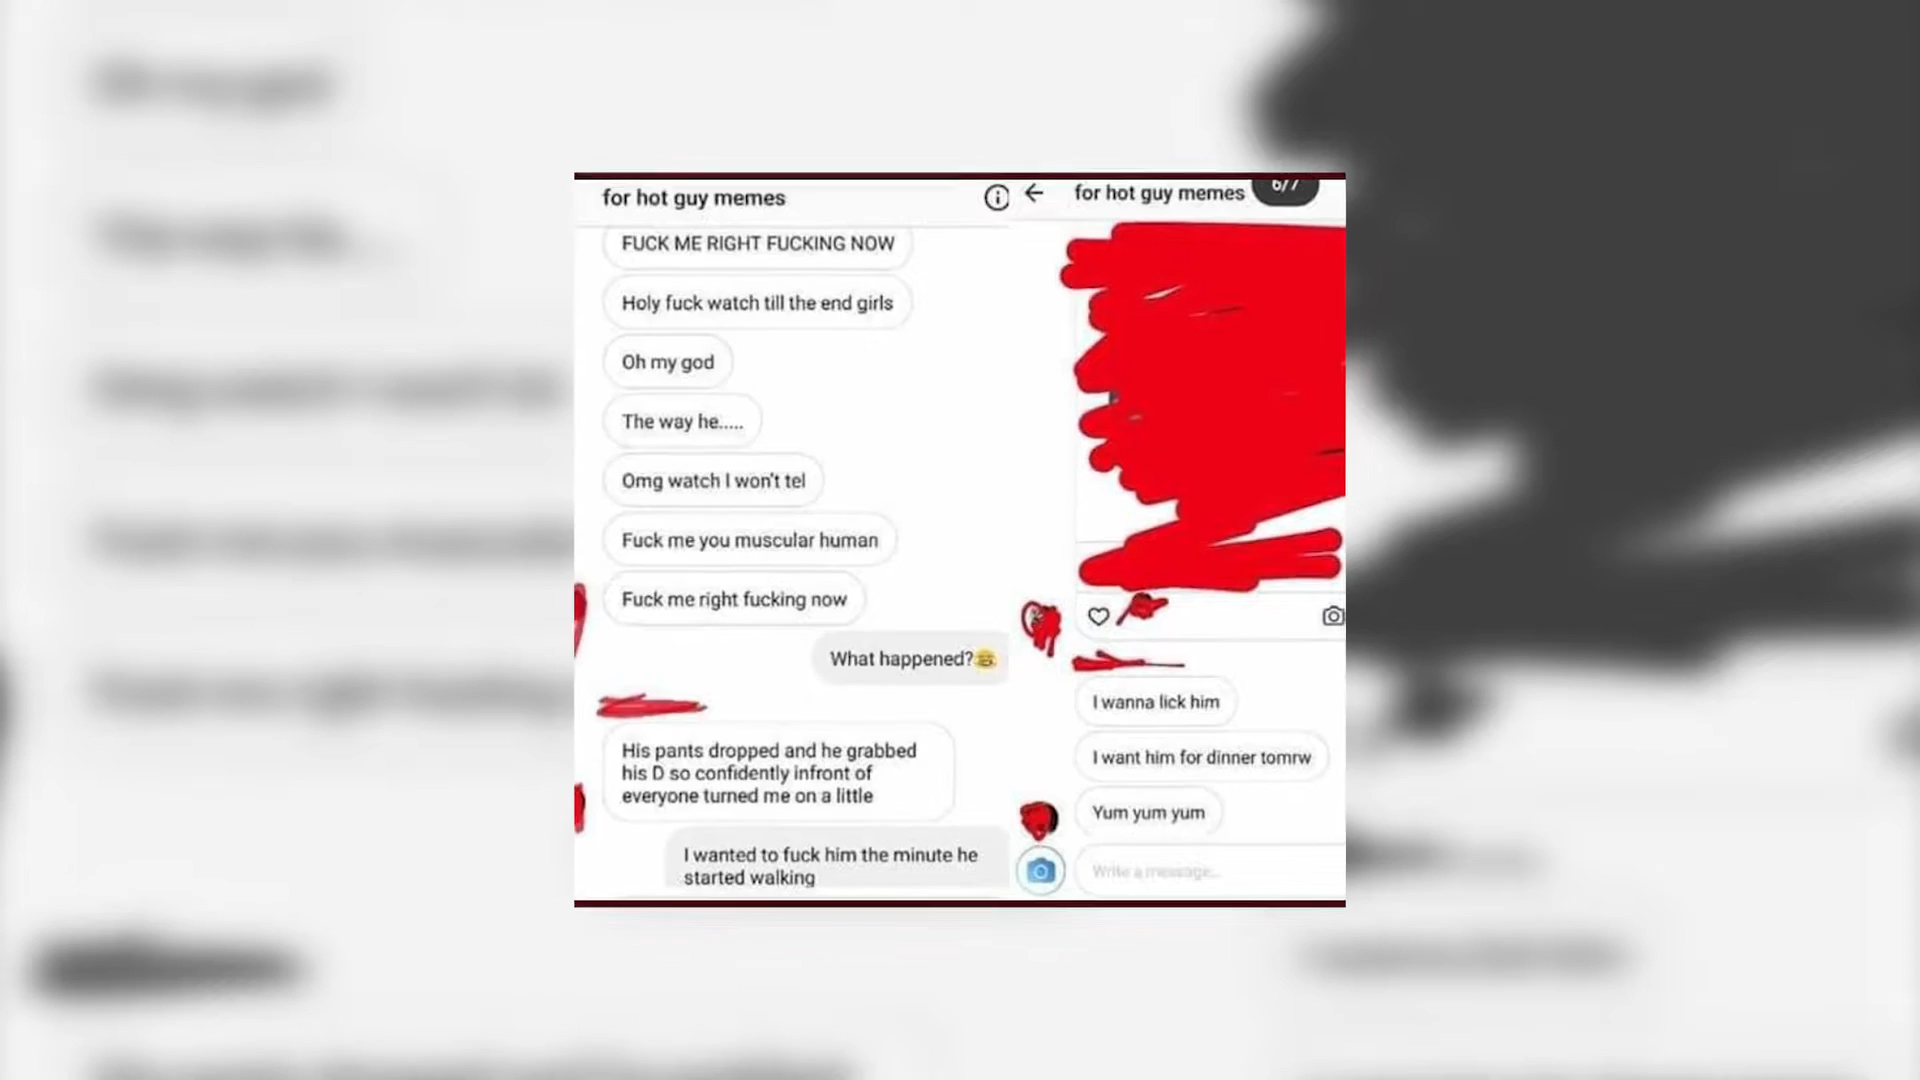 for hot guy memes
FUCK ME RIGHT FUCKING NOW
Holy fuck watch till the end girls
Oh my god
The way he.....
Omg watch I won't tel
Fuck me you muscular human
Fuck me right fucking now
What happened?
His pants dropped and he grabbed
his D so confidently infront of
everyone turned me on a little
I wanted to fuck him the minute he
started walking
for hot guy memes
6/7
I wanna lick him
I want him for dinner tomrw
Yum yum yum
Write a message...